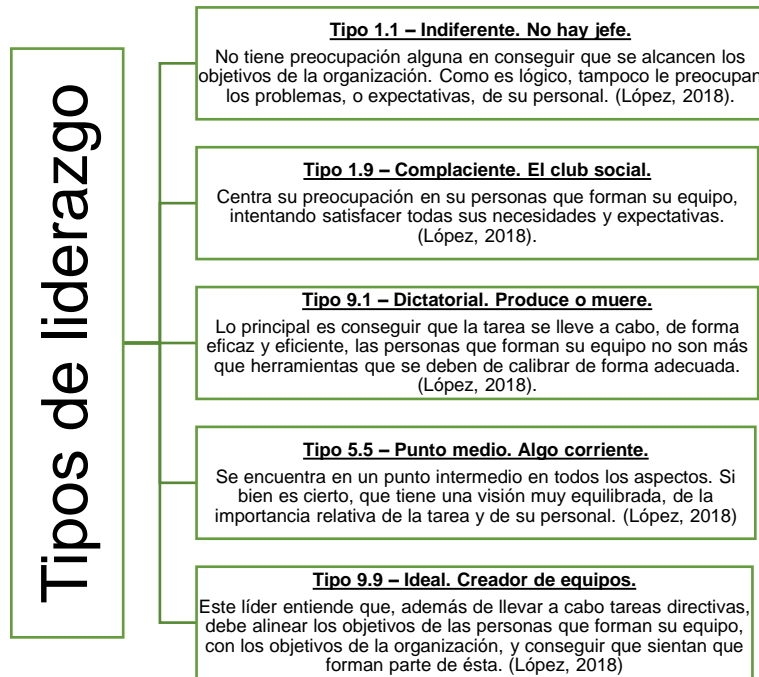 Tipos de liderazgo
Tipo 1.1 – Indiferente. No hay jefe.
No tiene preocupación alguna en conseguir que se alcancen los
objetivos de la organización. Como es lógico, tampoco le preocupan
los problemas, o expectativas, de su personal. (López, 2018).
Tipo 1.9 – Complaciente. El club social.
Centra su preocupación en su personas que forman su equipo,
intentando satisfacer todas sus necesidades y expectativas.
(López, 2018).
Tipo 9.1 – Dictatorial. Produce o muere.
Lo principal es conseguir que la tarea se lleve a cabo, de forma
eficaz y eficiente, las personas que forman su equipo no son más
que herramientas que se deben de calibrar de forma adecuada.
(López, 2018).
Tipo 5.5 – Punto medio. Algo corriente.
Se encuentra en un punto intermedio en todos los aspectos. Si
bien es cierto, que tiene una visión muy equilibrada, de la
importancia relativa de la tarea y de su personal. (López, 2018)
Tipo 9.9 – Ideal. Creador de equipos.
Este líder entiende que, además de llevar a cabo tareas directivas,
debe alinear los objetivos de las personas que forman su equipo,
con los objetivos de la organización, y conseguir que sientan que
forman parte de ésta. (López, 2018)